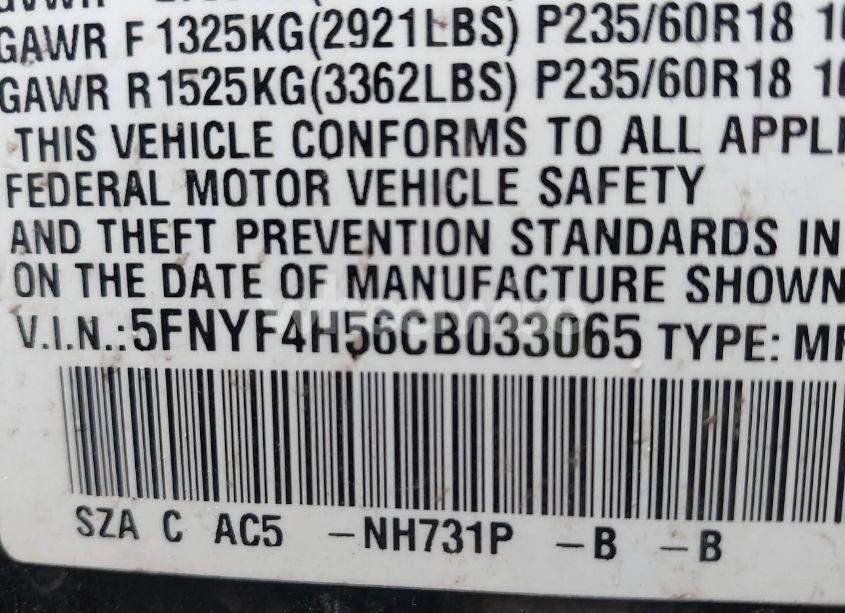 GAWR F 1325KG(2921LBS) P235/60R18
GAWR R1525KG(3362LBS) P235/60R18
THIS VEHICLE CONFORMS TO ALL
FEDERAL MOTOR VEHICLE SAFETY
AND THEFT PREVENTION STANDARDS IN
ON THE DATE OF MANUFACTURE SHOWN
V.I.N.:5FNYF4H56CB033065 TYPE:
SZA C AC5 -NH731P -B -B